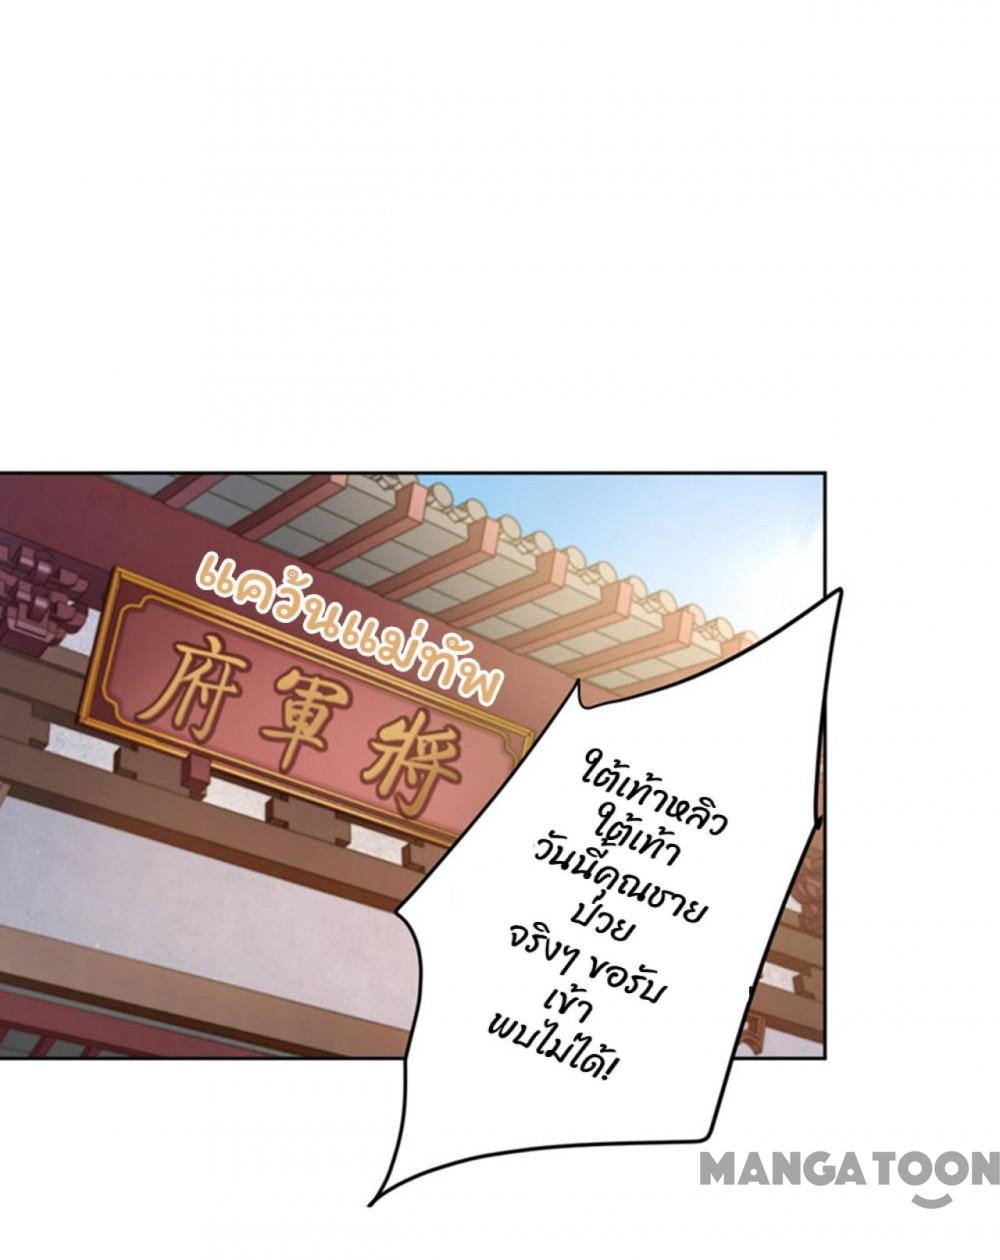 แคว้นแม่ทัพ
府軍將
ใต้เท้าหลิว
ใต้เท้า
วันนี้คุณชาย
ป่วย
จริงๆ ขอรับ
เข้า
พบไม่ได้!
MANGATOON